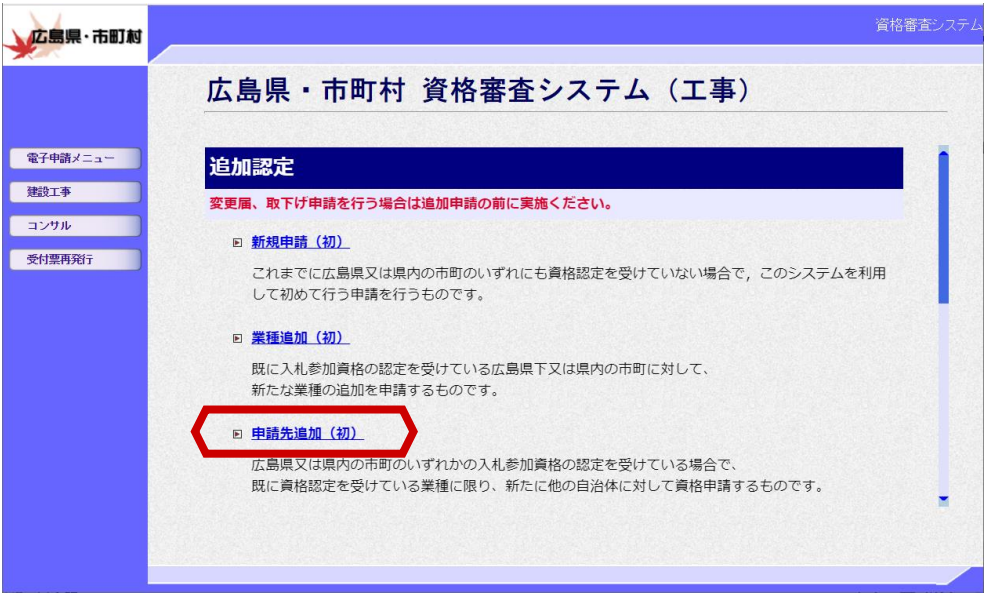 広島県・市町村
資格審査システム
広島県・市町村 資格審査システム（工事）
電子申請メニュー
建設工事
コンサル
受付票再発行
追加認定
変更届、取下げ申請を行う場合は追加申請の前に実施ください。
新規申請（初）
これまでに広島県又は県内の市町のいずれにも資格認定を受けていない場合で，このシステムを利用
して初めて行う申請を行うものです。
業種追加（初）
既に入札参加資格の認定を受けている広島県下又は県内の市町に対して、
新たな業種の追加を申請するものです。
申請先追加（初）
広島県又は県内の市町のいずれかの入札参加資格の認定を受けている場合で、
既に資格認定を受けている業種に限り、新たに他の自治体に対して資格申請するものです。